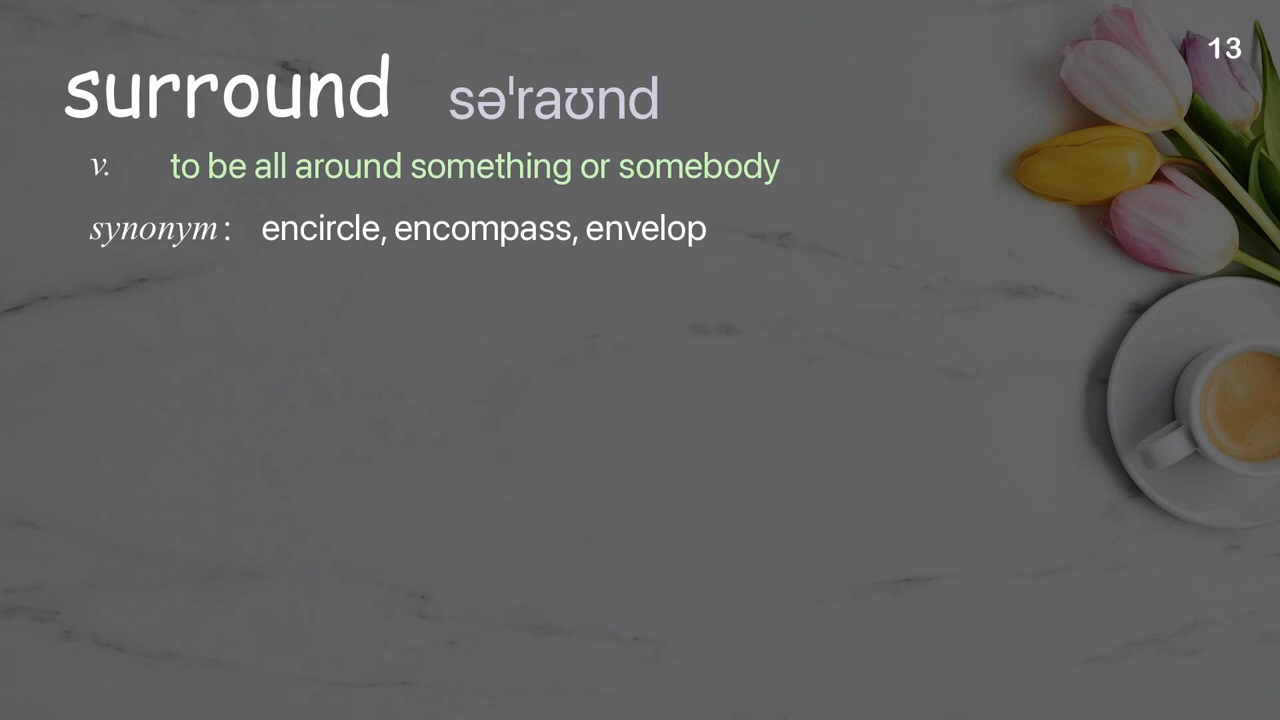 13
surround səˈraʊnd
v. to be all around something or somebody
synonym : encircle, encompass, envelop